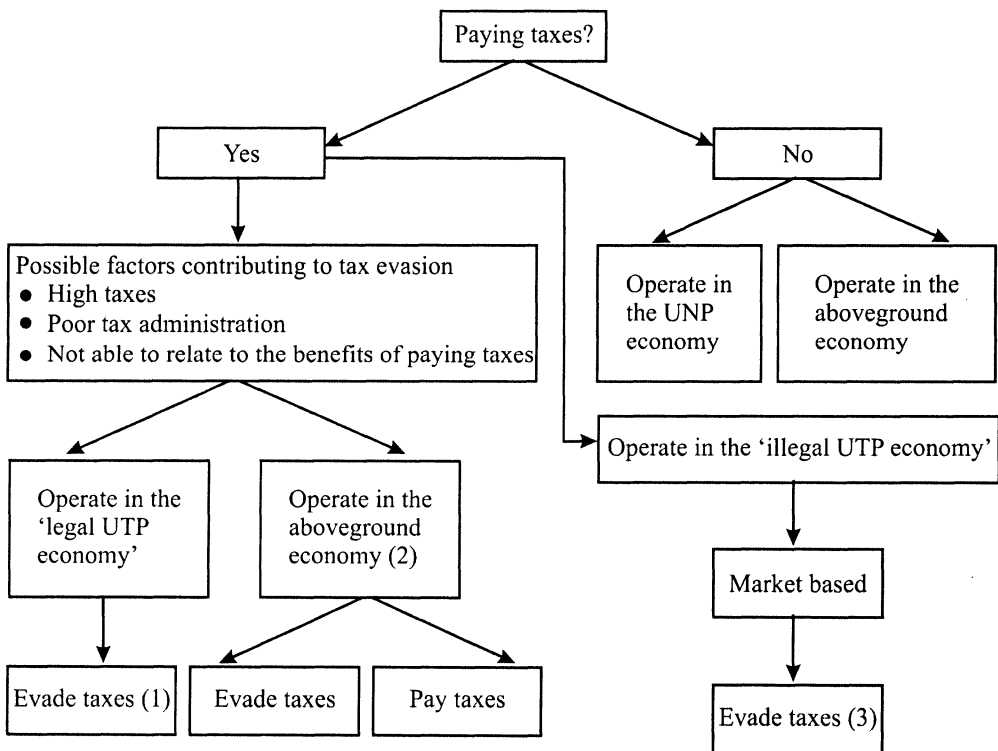 Paying taxes?
Yes
No
Possible factors contributing to tax evasion
● High taxes
● Poor tax administration
● Not able to relate to the benefits of paying taxes
Operate in
the UNP
economy
Operate in the
aboveground
economy
Operate in the ‘illegal UTP economy’
Operate in the
‘legal UTP
economy’
Operate in the
aboveground
economy (2)
Market based
Evade taxes (1)
Evade taxes
Pay taxes
Evade taxes (3)